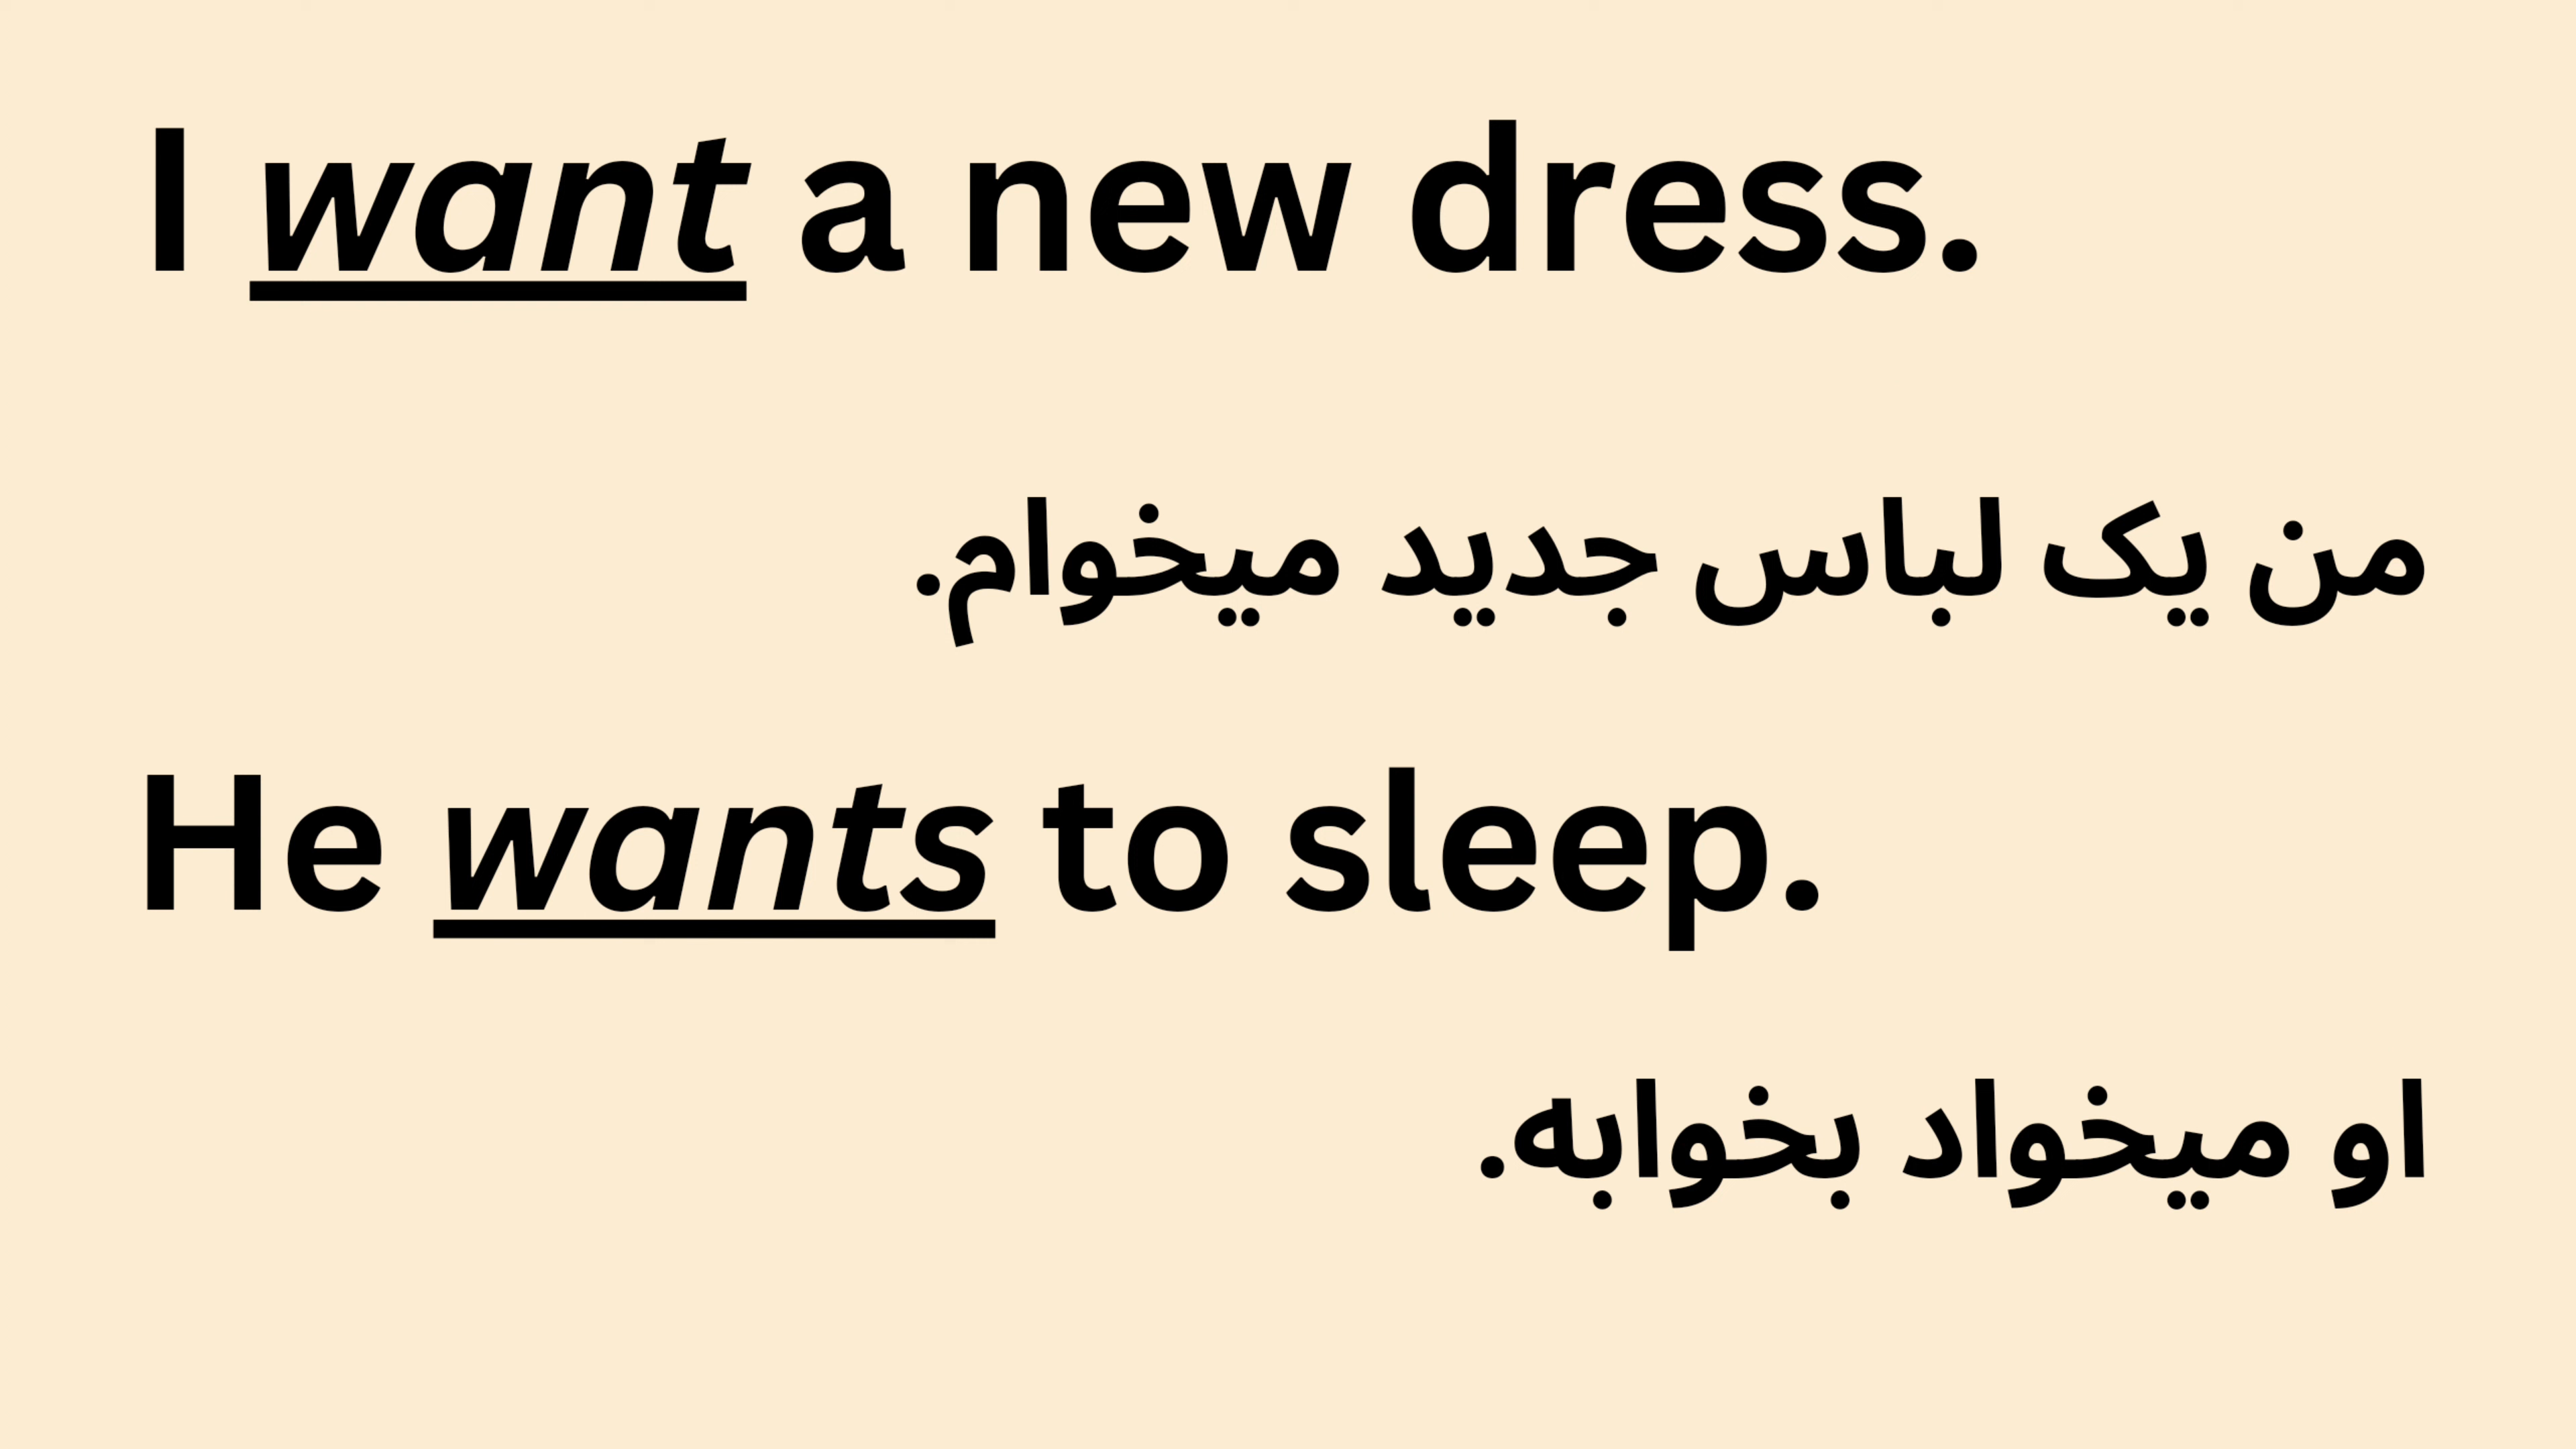 I want a new dress.
من یک لباس جدید میخوام.
He wants to sleep.
او میخواد بخوابه.